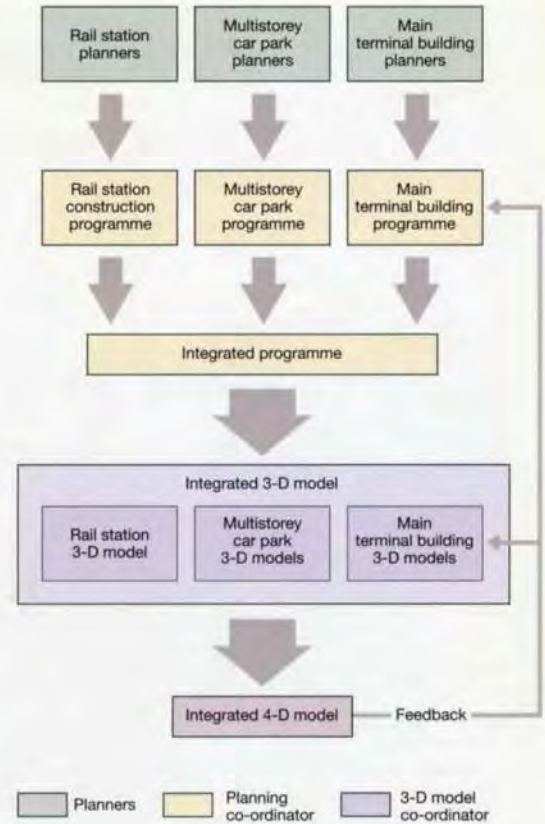 Rail station
planners
Multistorey
car park
planners
Main
terminal building
planners
Rail station
construction
programme
Multistorey
car park
programme
Main
terminal building
programme
Integrated programme
Integrated 3-D model
Rail station
3-D model
Multistorey
car park
3-D models
Main
terminal building
3-D models
Integrated 4-D model
Feedback
Planners
Planning
co-ordinator
3-D model
co-ordinator